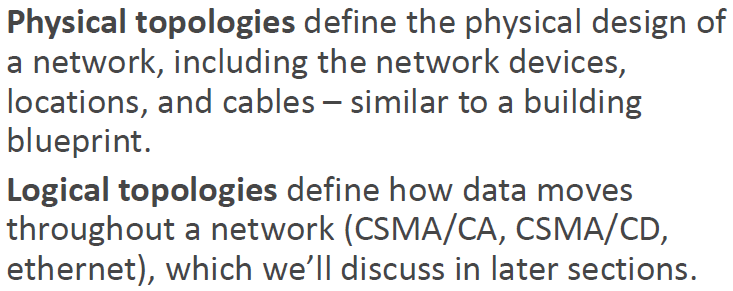 Physical topologies define the physical design of
a network, including the network devices,
locations, and cables – similar to a building
blueprint.
Logical topologies define how data moves
throughout a network (CSMA/CA, CSMA/CD,
ethernet), which we’ll discuss in later sections.